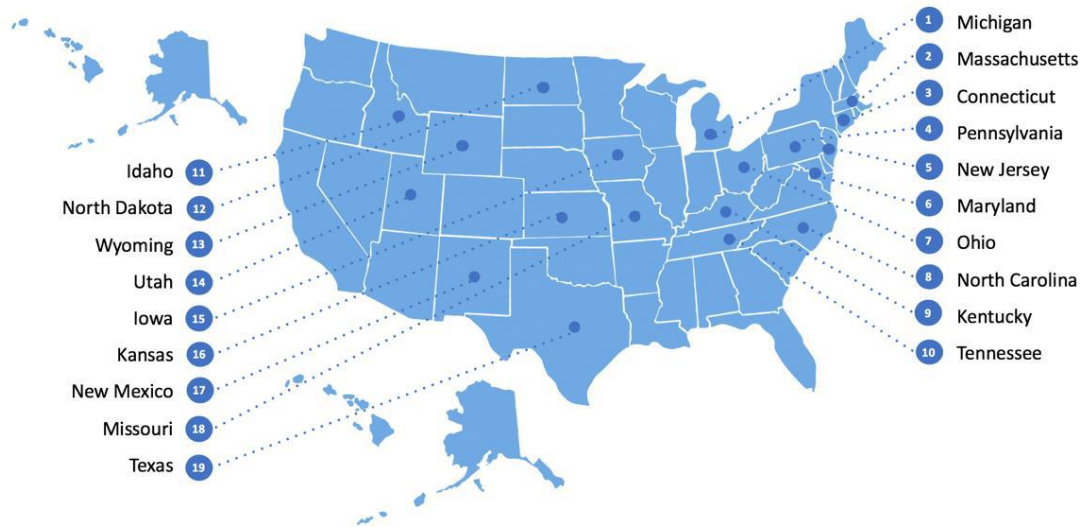 1 Michigan
2 Massachusetts
3 Connecticut
4 Pennsylvania
5 New Jersey
6 Maryland
7 Ohio
8 North Carolina
9 Kentucky
10 Tennessee
Idaho 11
North Dakota 12
Wyoming 13
Utah 14
Iowa 15
Kansas 16
New Mexico 17
Missouri 18
Texas 19